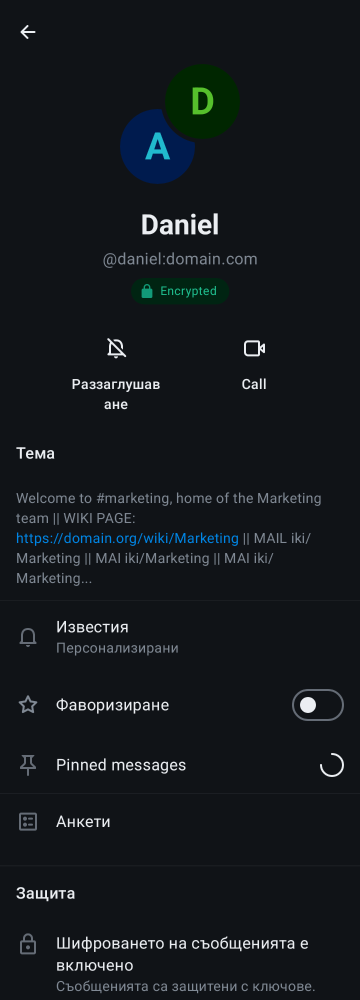 D
A
Daniel
@daniel:domain.com
Encrypted
Раззаглушав
ане
Call
Тема
Welcome to #marketing, home of the Marketing
team || WIKI PAGE:
https://domain.org/wiki/Marketing || MAIL iki/
Marketing || MAI iki/Marketing || MAI iki/
Marketing...
Известия
Персонализирани
Фаворизиране
Pinned messages
Анкети
Защита
Шифроването на съобщенията е
включено
Съобщенията са защитени с ключове.